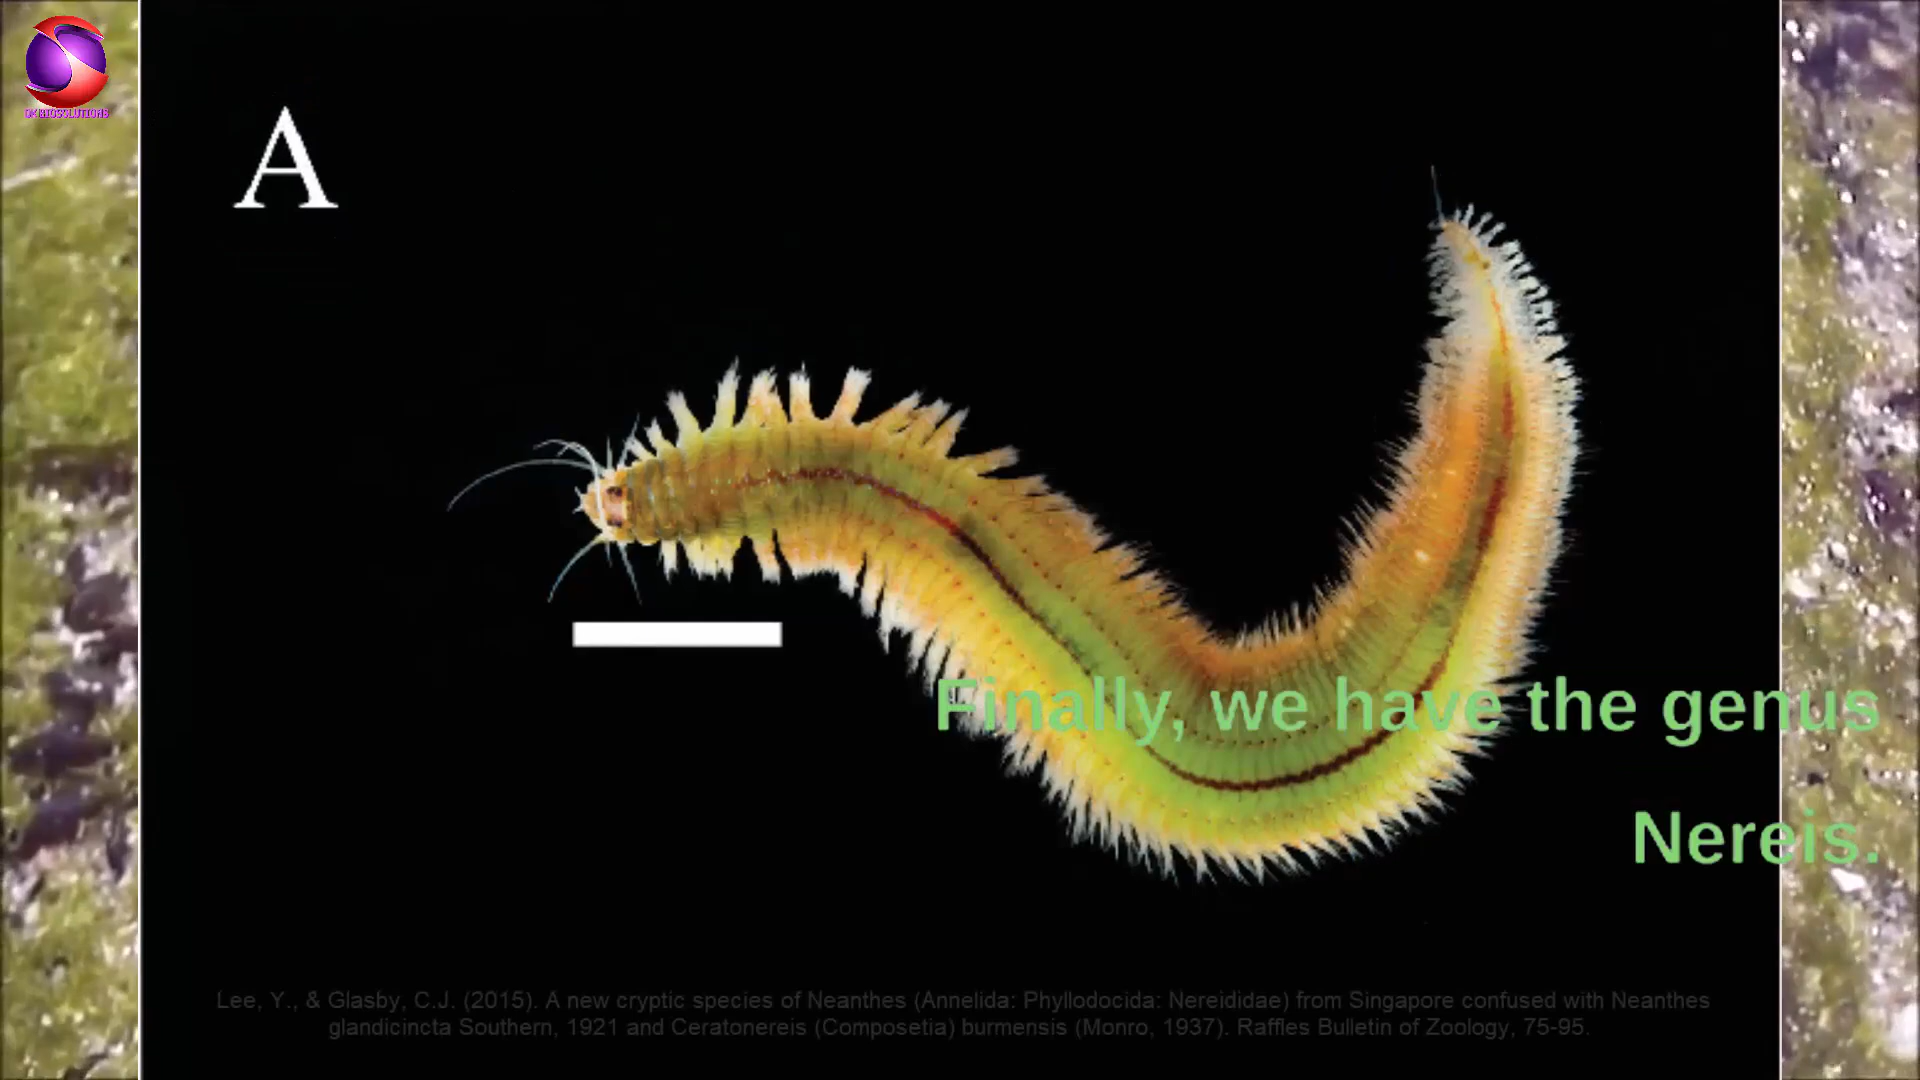 A
Finally, we have the genus
Nereis.
Lee, Y., & Glasby, C.J. (2015). A new cryptic species of Neanthes (Annelida: Phyllodocida: Nereididae) from Singapore confused with Neanthes
glandicincta Southern, 1921 and Ceratonereis (Composetia) burmensis (Monro, 1937). Raffles Bulletin of Zoology, 75-95.